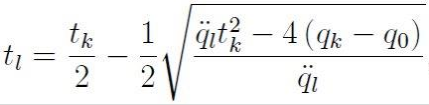 $t_l = \frac{t_k}{2} - \frac{1}{2}\sqrt{\frac{\ddot{q}_l t_k^2 - 4(q_k - q_0)}{\ddot{q}_l}}$